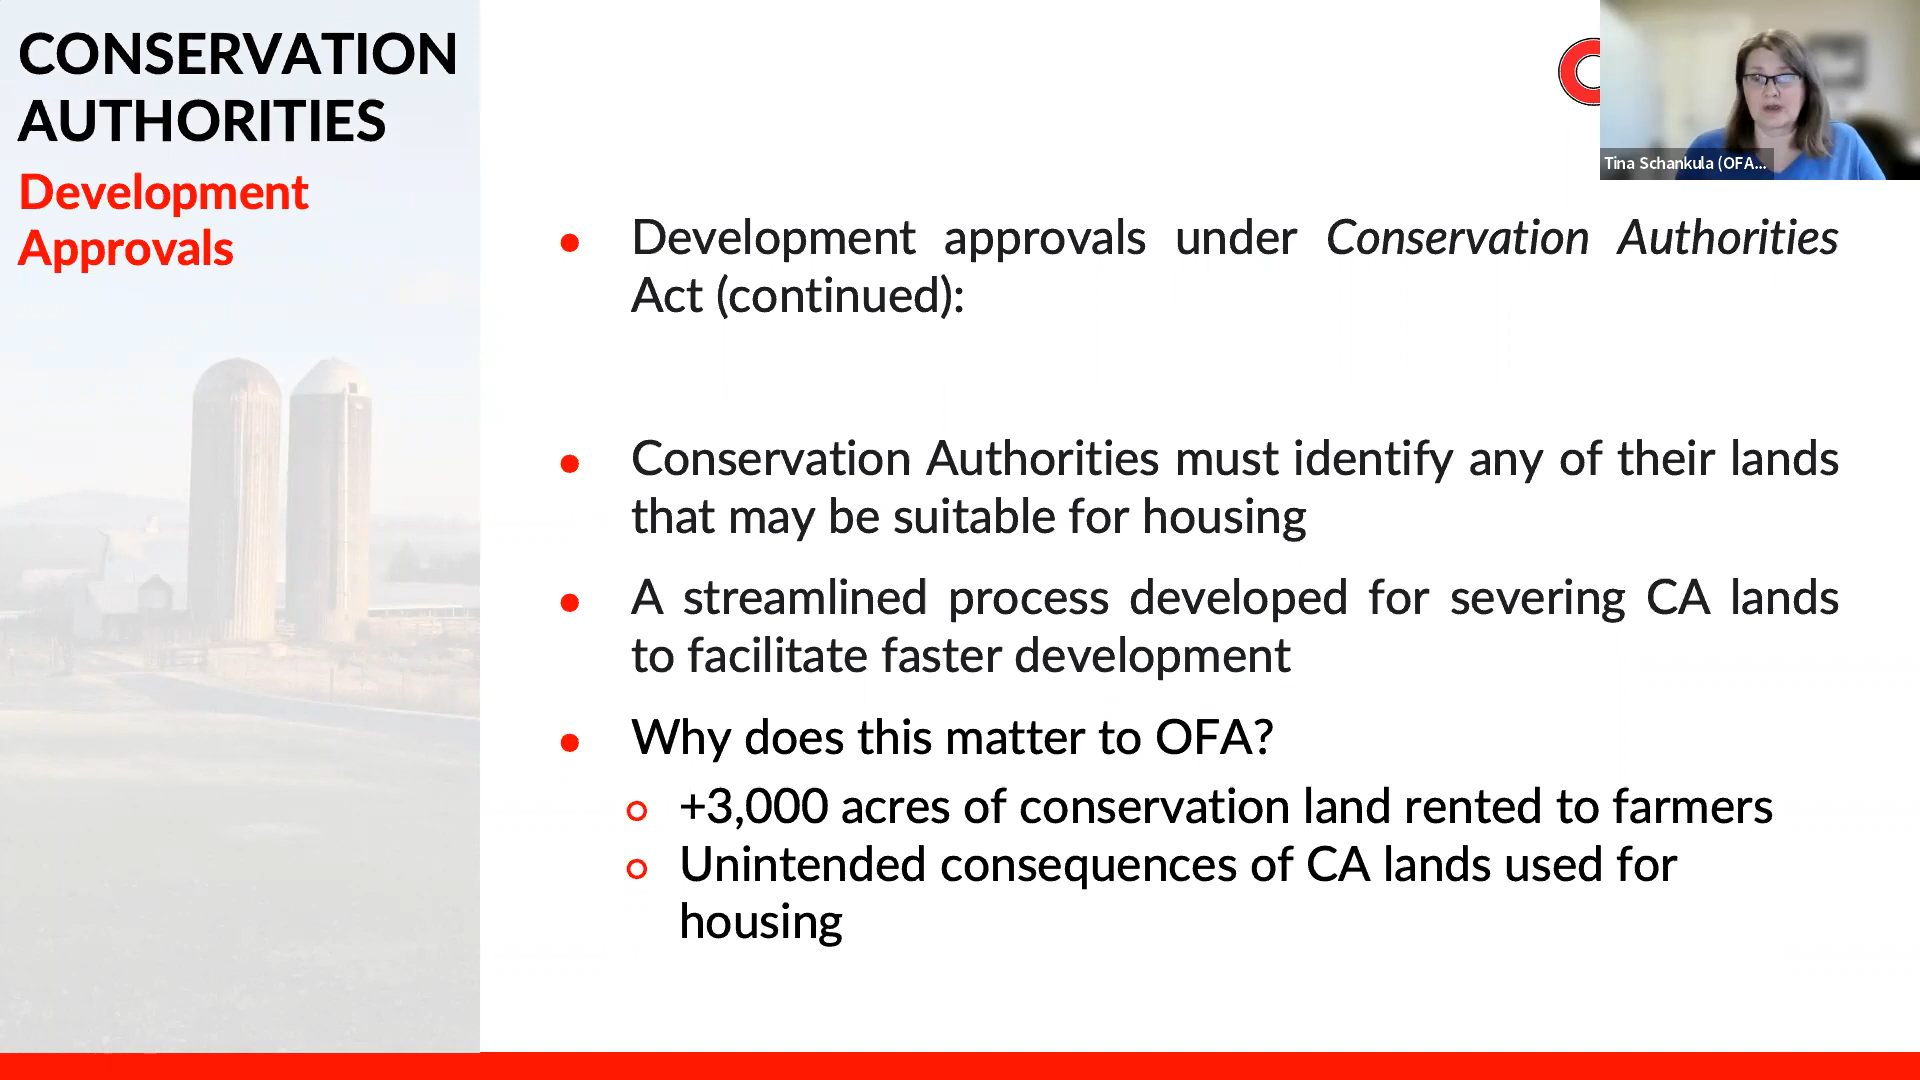 CONSERVATION
AUTHORITIES
Development
Approvals
Tina Schankula (OFA...
Development approvals under Conservation Authorities
Act (continued):
Conservation Authorities must identify any of their lands
that may be suitable for housing
A streamlined process developed for severing CA lands
to facilitate faster development
Why does this matter to OFA?
+3,000 acres of conservation land rented to farmers
Unintended consequences of CA lands used for
housing